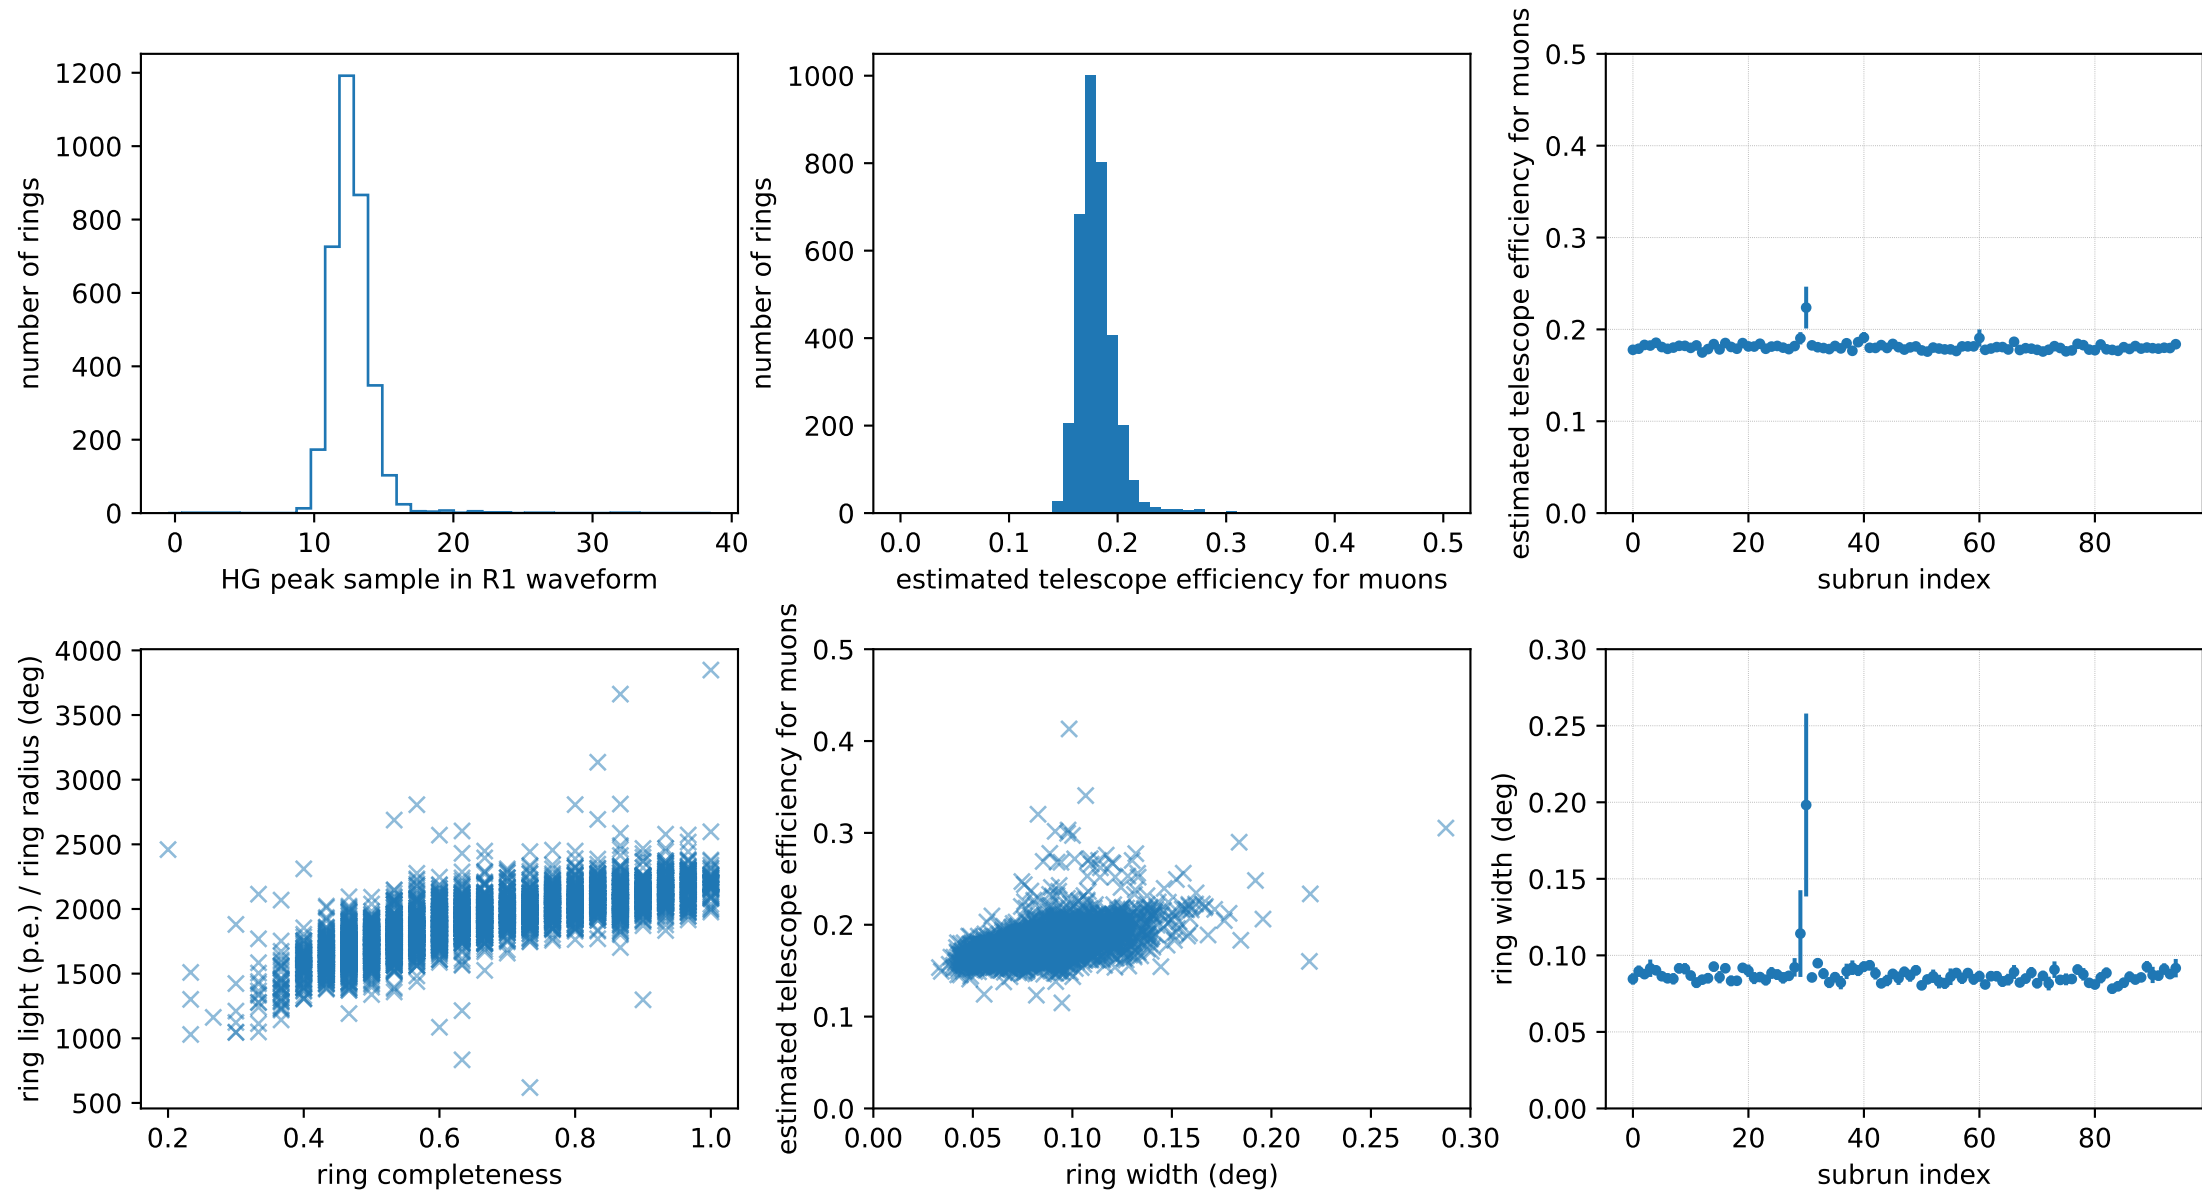 number of rings
1200
1000
800
600
400
200
0
0 10 20 30 40
HG peak sample in R1 waveform
number of rings
1000
800
600
400
200
0
0.0 0.1 0.2 0.3 0.4 0.5
estimated telescope efficiency for muons
estimated telescope efficiency for muons
0.5
0.4
0.3
0.2
0.1
0.0
0 20 40 60 80
subrun index
ring light (p.e.) / ring radius (deg)
4000
3500
3000
2500
2000
1500
1000
500
0.2 0.4 0.6 0.8 1.0
ring completeness
estimated telescope efficiency for muons
0.5
0.4
0.3
0.2
0.1
0.0
0.00 0.05 0.10 0.15 0.20 0.25 0.30
ring width (deg)
ring width (deg)
0.30
0.25
0.20
0.15
0.10
0.05
0.00
0 20 40 60 80
subrun index